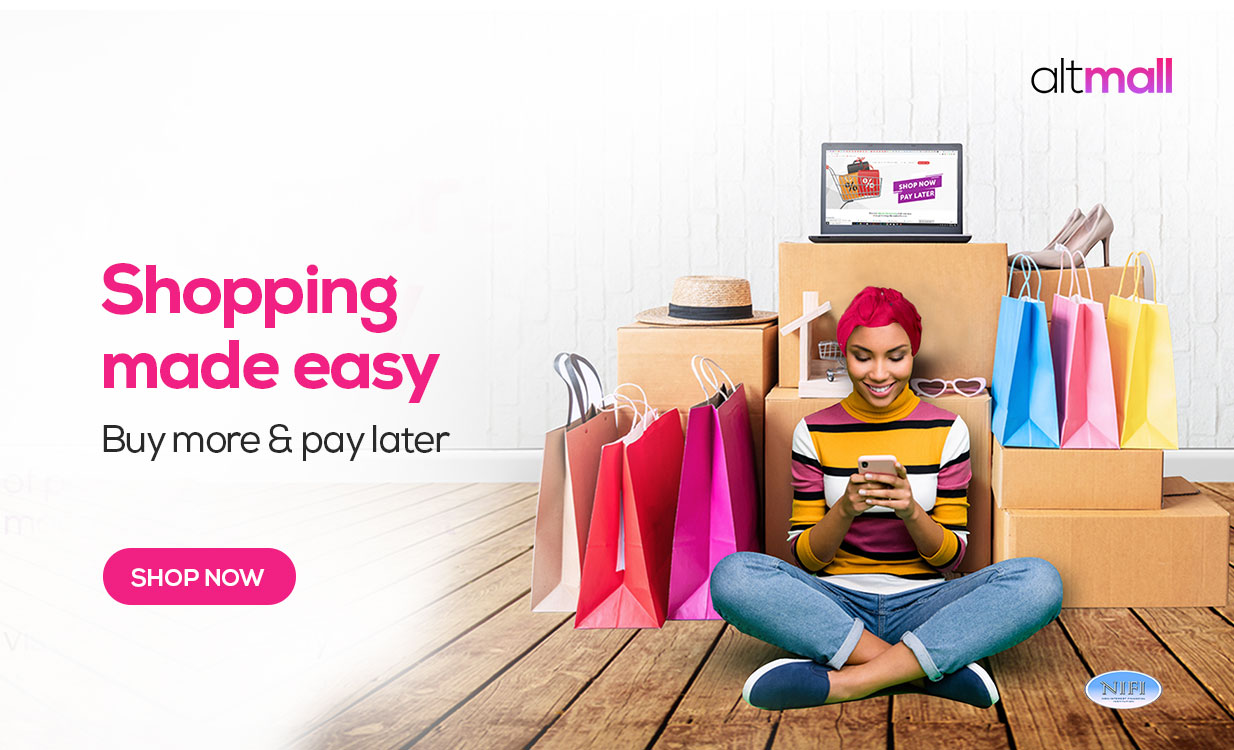 altmall
SHOP NOW
PAY LATER
Shopping
made easy
Buy more & pay later
SHOP NOW
NIFI